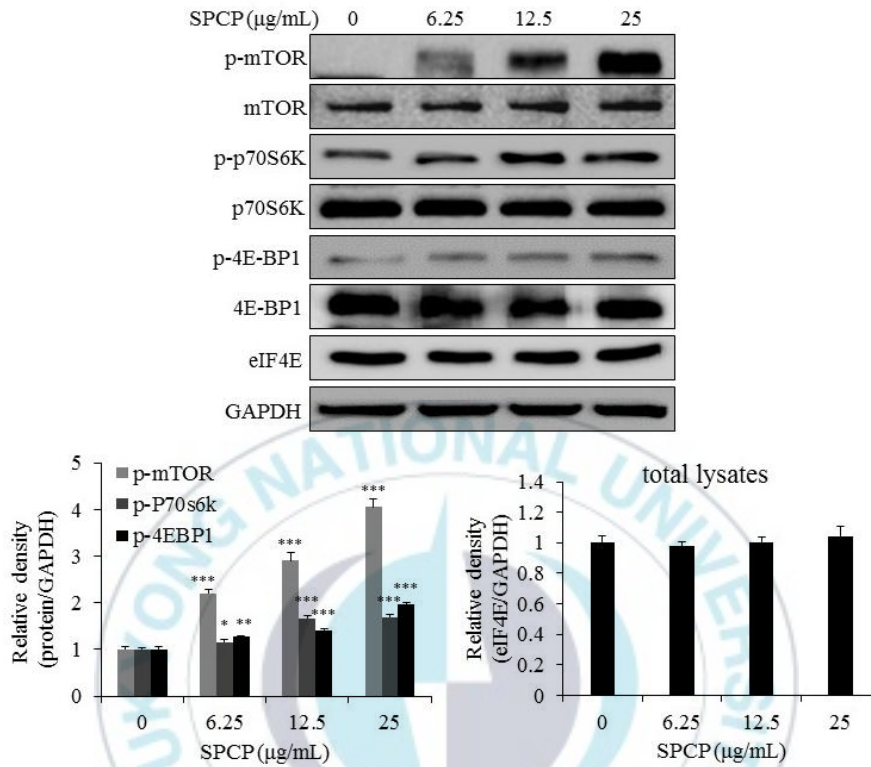 SPCP (μg/mL) 0 6.25 12.5 25
p-mTOR
mTOR
p-p70S6K
p70S6K
p-4E-BP1
4E-BP1
eIF4E
GAPDH
UKYONG NATIONAL UNIVERSI
Relative density
(protein/GAPDH)
5
4
3
2
1
0
p-mTOR
p-P70s6k
p-4EBP1
***
* **
***
*** ***
***
*** ***
0 6.25 12.5 25
SPCP (μg/mL)
total lysates
Relative density
(eIF4E/GAPDH)
1.4
1.2
1
0.8
0.6
0.4
0.2
0
0 6.25 12.5 25
SPCP (μg/mL)